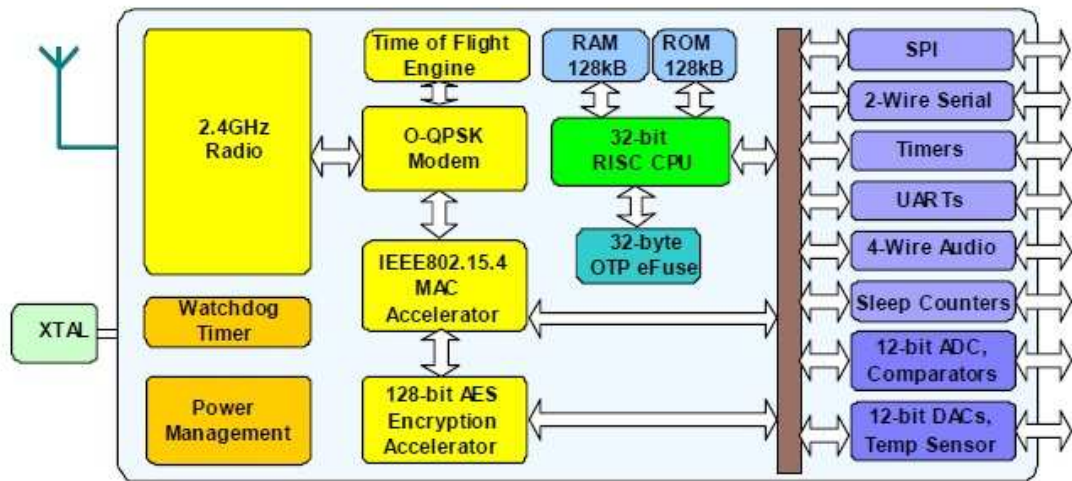 2.4GHz
Radio
Time of Flight
Engine
O-QPSK
Modem
IEEE802.15.4
MAC
Accelerator
128-bit AES
Encryption
Accelerator
RAM
128kB
ROM
128kB
32-bit
RISC CPU
32-byte
OTP eFuse
XTAL
Watchdog
Timer
Power
Management
SPI
2-Wire Serial
Timers
UARTs
4-Wire Audio
Sleep Counters
12-bit ADC,
Comparators
12-bit DACs,
Temp Sensor